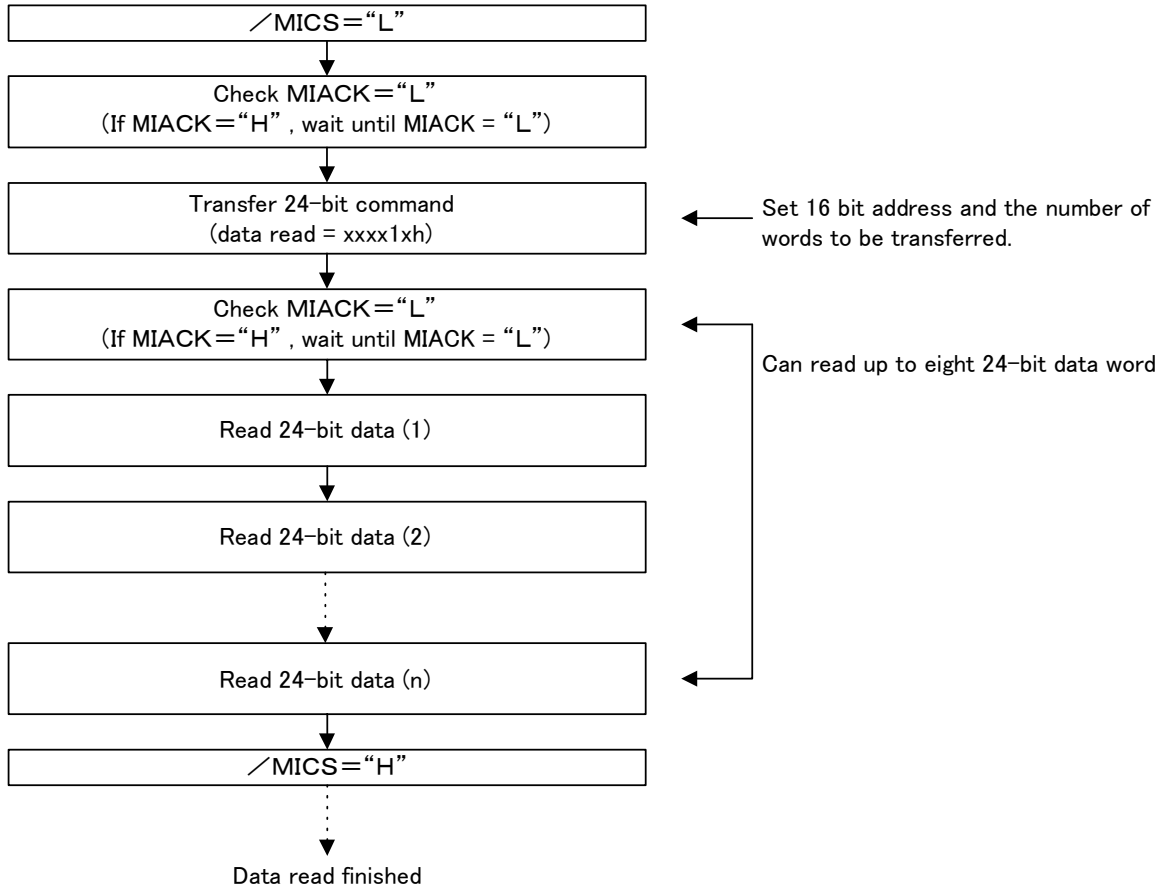 ／MICS＝“L”
Check MIACK＝“L”
(If MIACK＝“H” , wait until MIACK = “L”)
Transfer 24-bit command
(data read = xxxx1xh)
Set 16 bit address and the number of
words to be transferred.
Check MIACK＝“L”
(If MIACK＝“H” , wait until MIACK = “L”)
Can read up to eight 24-bit data word
Read 24-bit data (1)
Read 24-bit data (2)
Read 24-bit data (n)
／MICS＝“H”
Data read finished